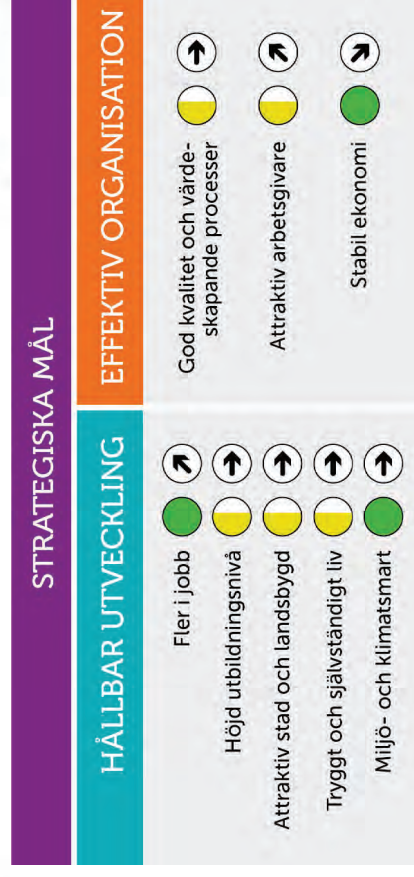 STRATEGISKA MÅL
HÅLLBAR UTVECKLING
Fler i jobb
Höjd utbildningsnivå
Attraktiv stad och landsbygd
Tryggt och självständigt liv
Miljö- och klimatsmart
EFFEKTIV ORGANISATION
God kvalitet och värde-
skapande processer
Attraktiv arbetsgivare
Stabil ekonomi